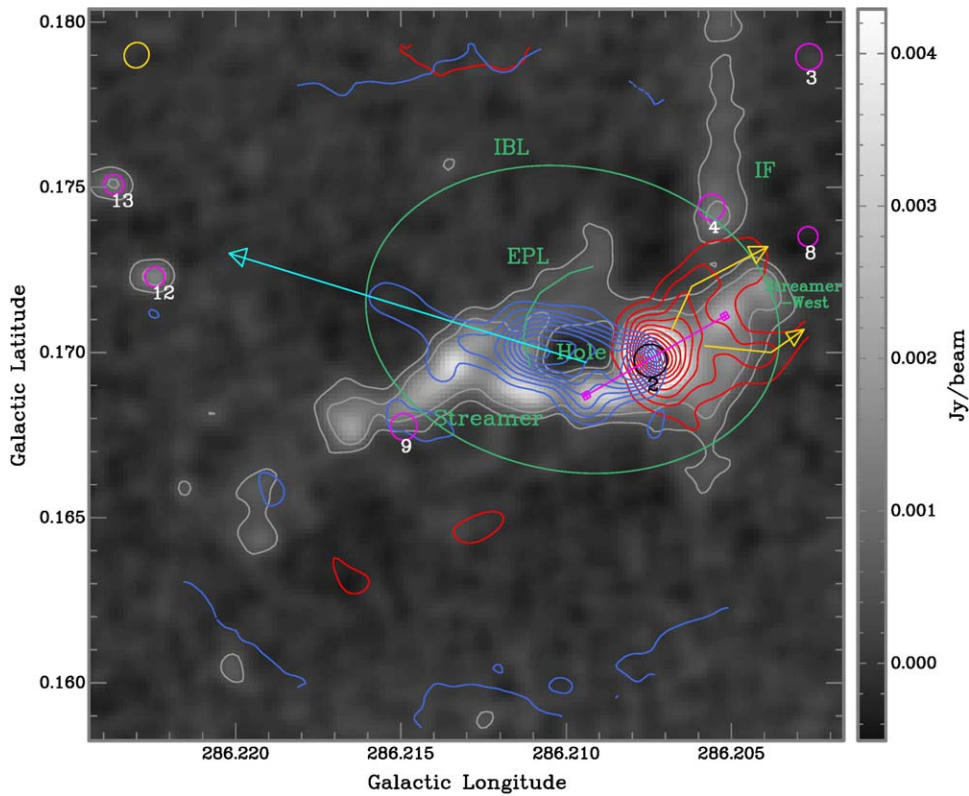 0.180
0.004
3
IBL
IF
0.175
13
4
0.003
8
EPL
12
Streamer
-West
Galactic Latitude
0.170
Hole
2
0.002
Jy/beam
Streamer
9
0.165
0.001
0.160
0.000
286.220
286.215
286.210
286.205
Galactic Longitude